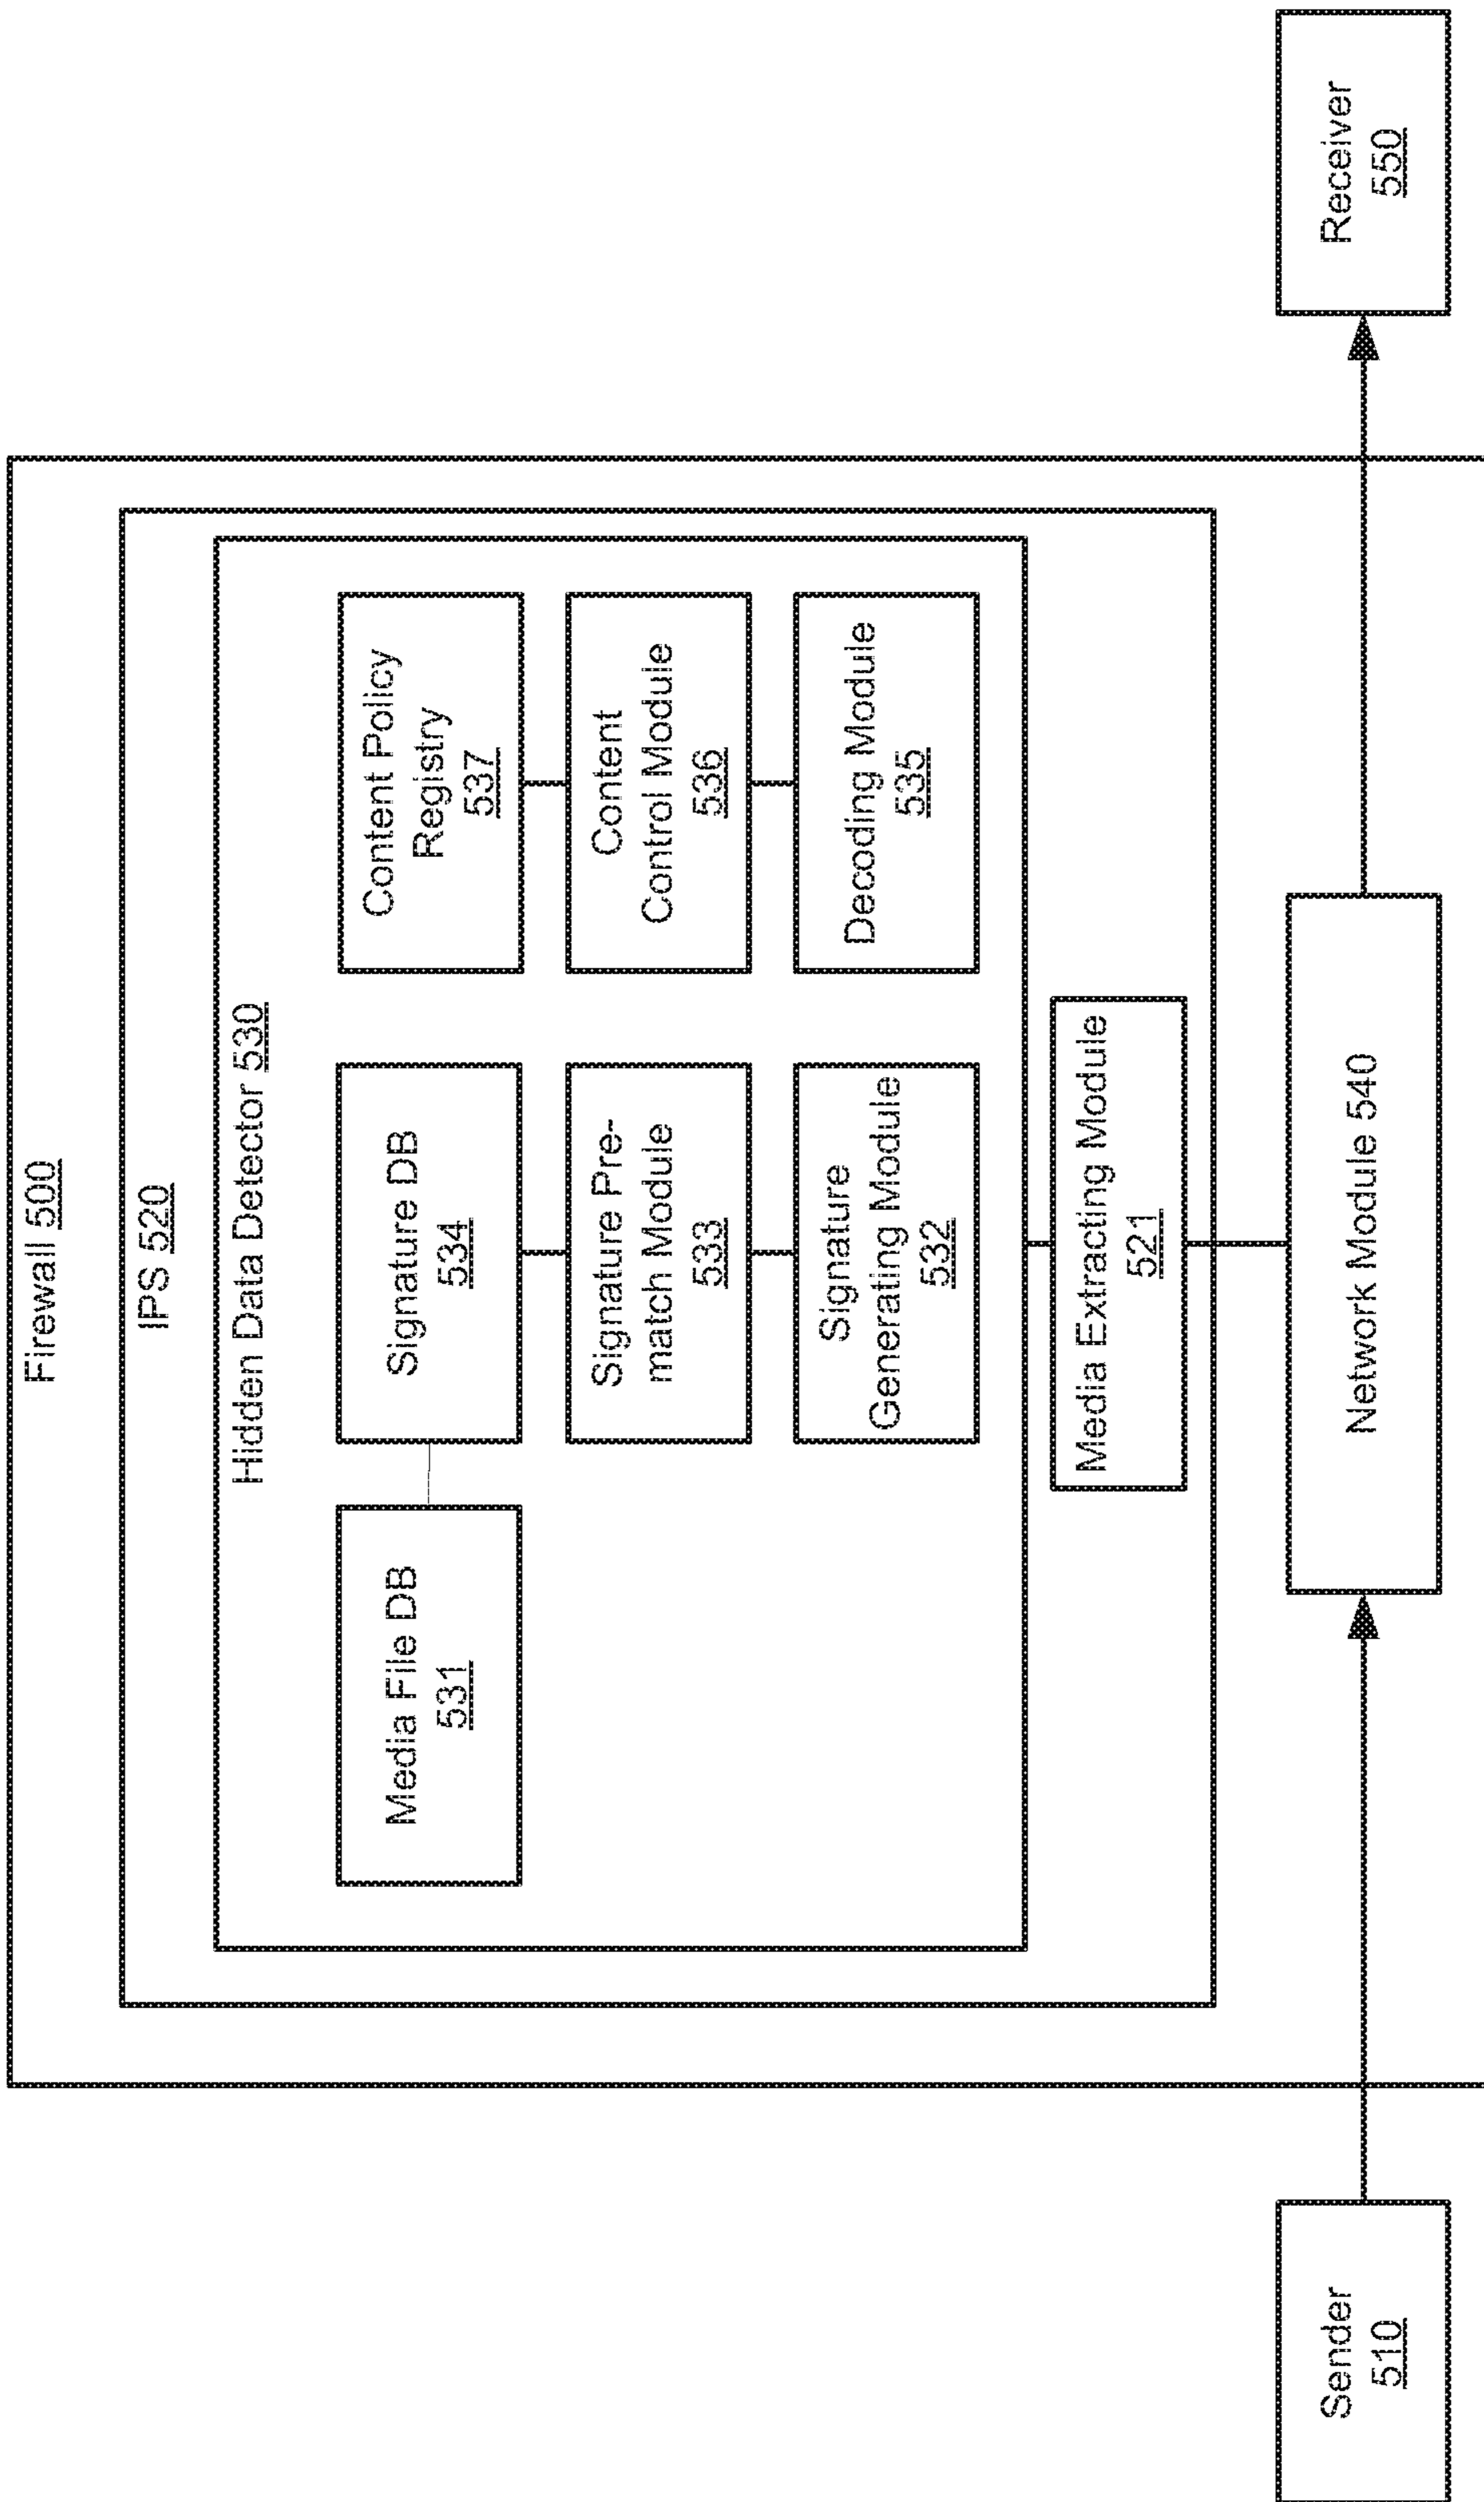 Firewall 500
IPS 520
Hidden Data Detector 530
Media File DB
531
Signature DB
534
Content Policy
Registry
537
Signature Pre-
match Module
533
Content
Control Module
536
Signature
Generating Module
532
Decoding Module
535
Media Extracting Module
521
Sender
510
Network Module 540
Receiver
550